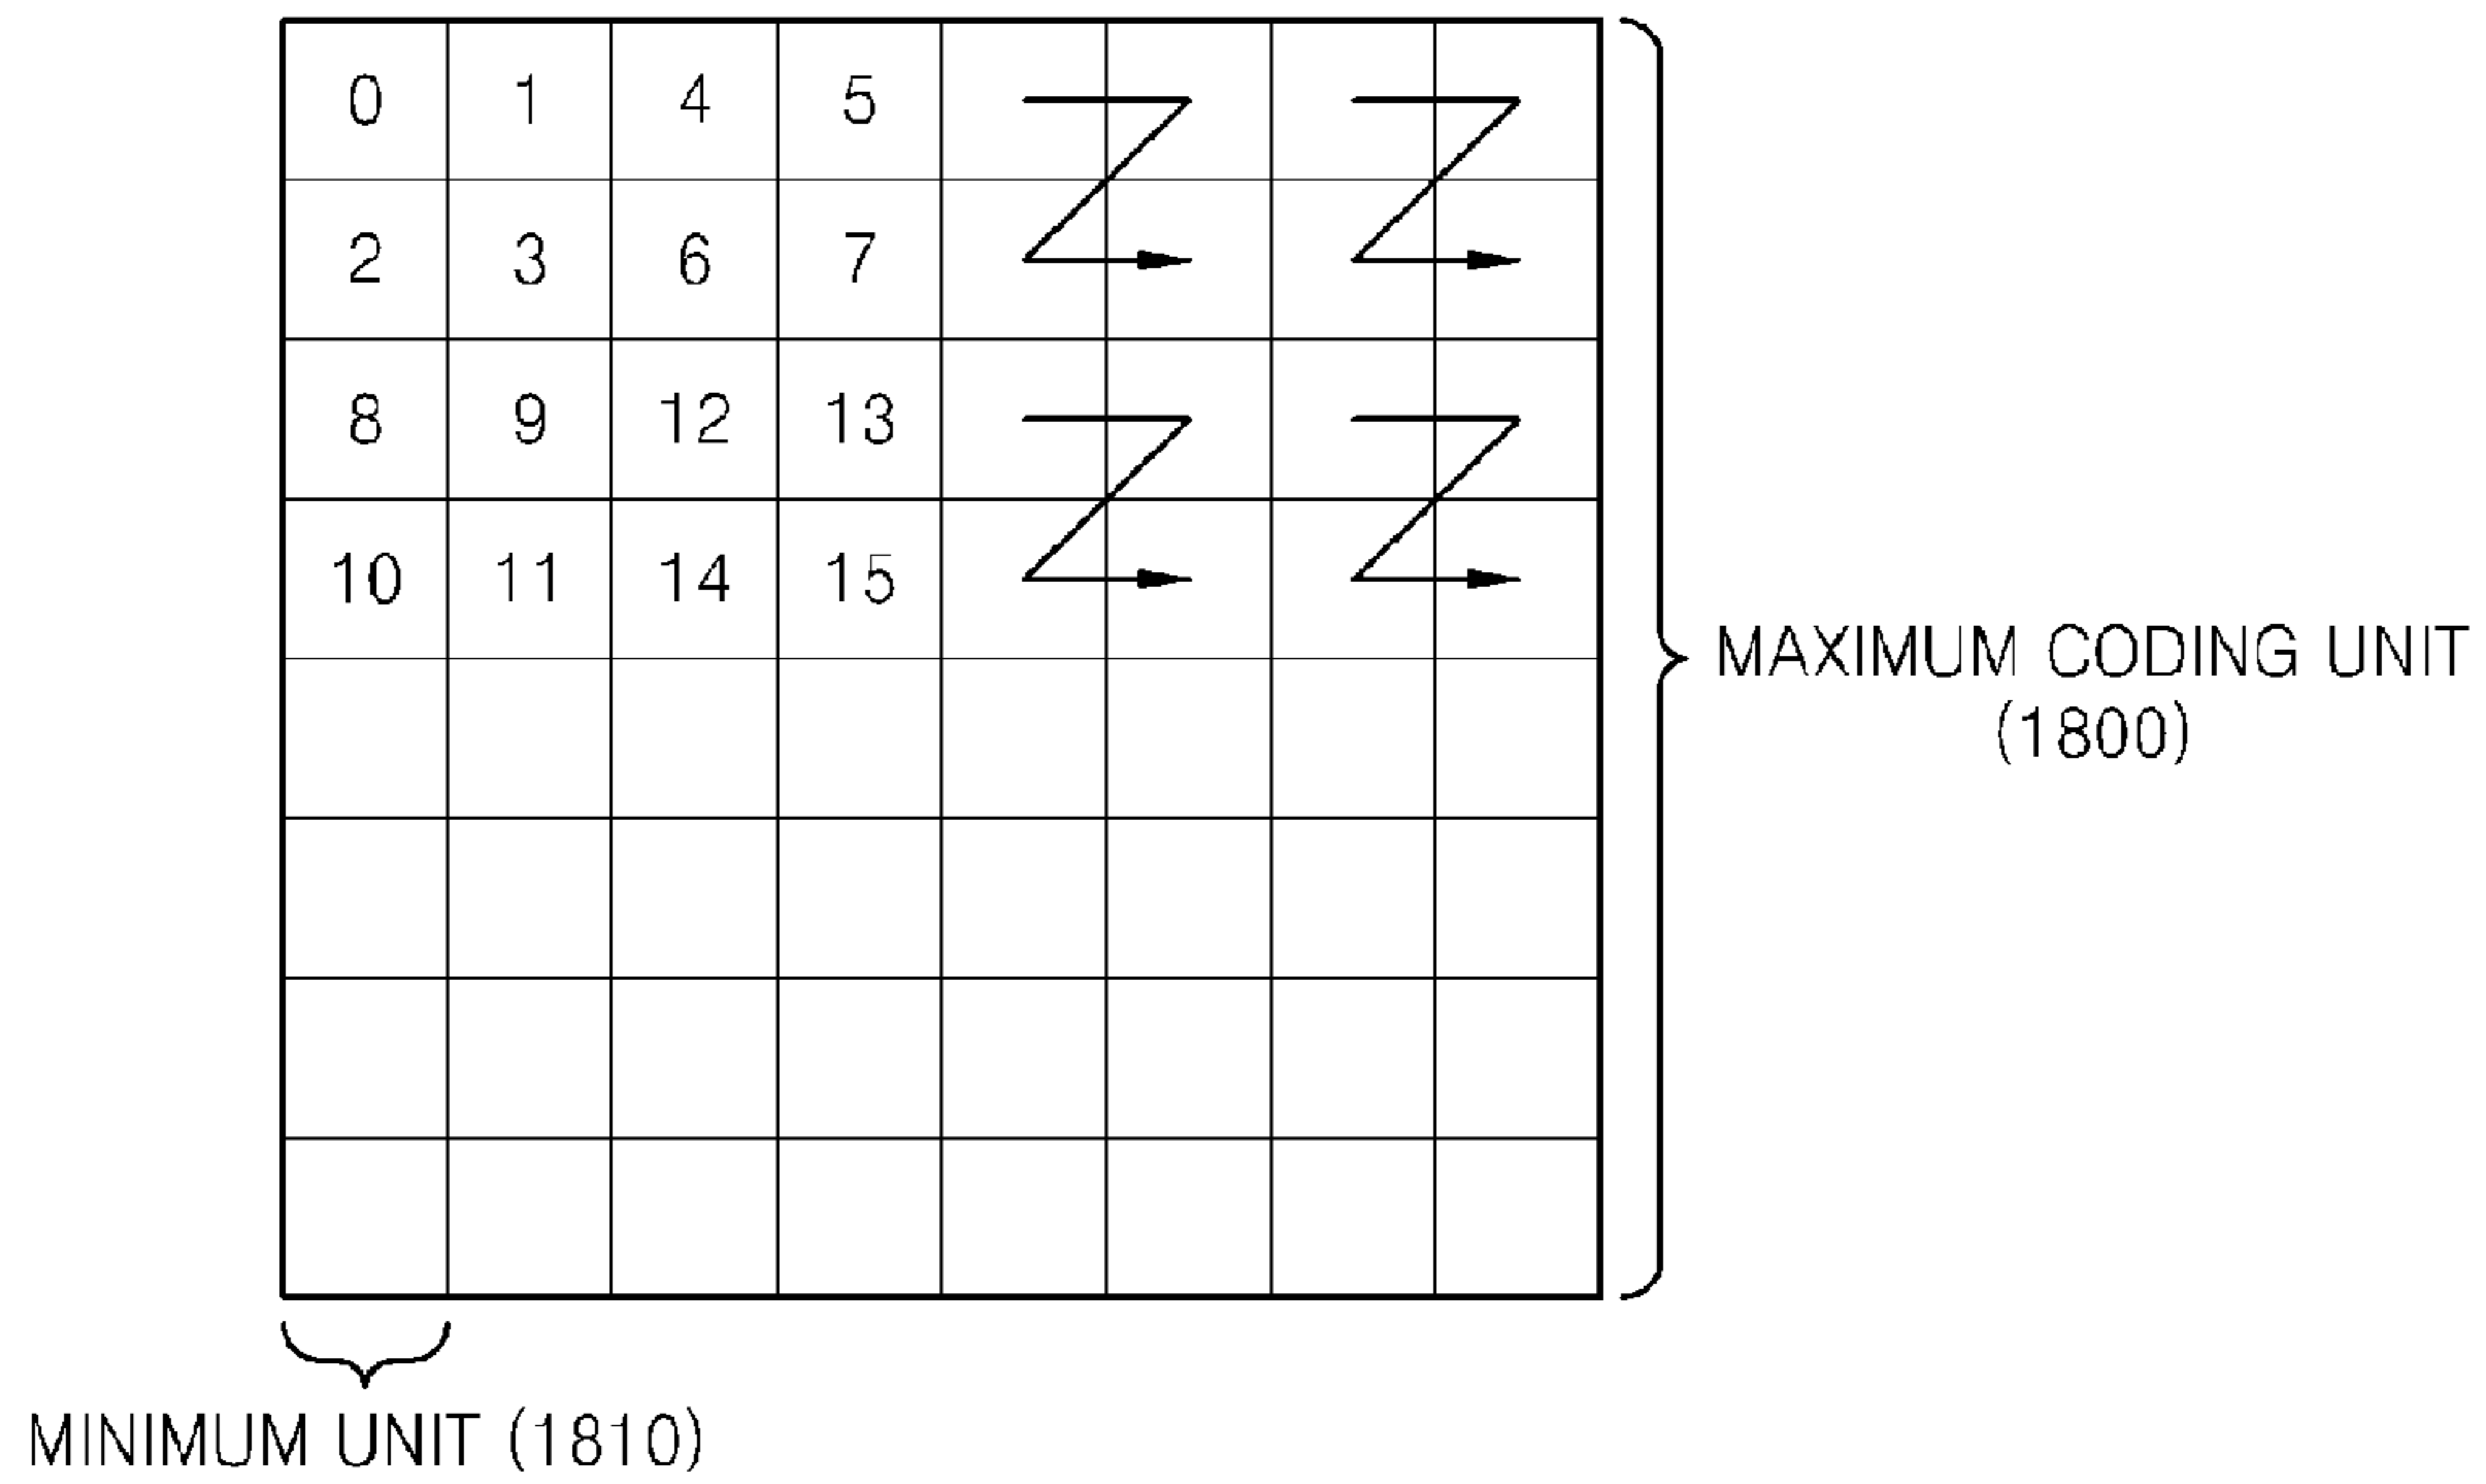 0 1 4 5
2 3 6 7
8 9 12 13
10 11 14 15
MAXIMUM CODING UNIT
(1800)
MINIMUM UNIT (1810)